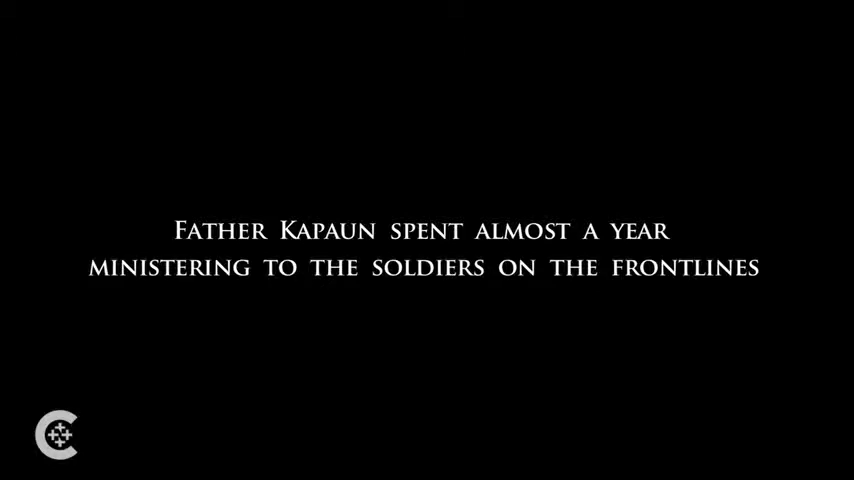 Father Kapaun spent almost a year
ministering to the soldiers on the frontlines